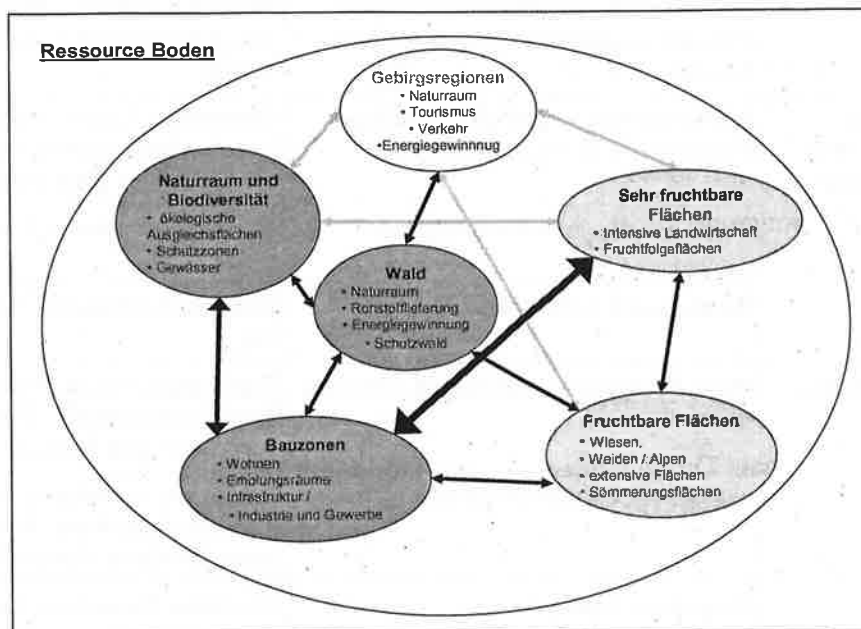 Ressource Boden
Gebirgsregionen
• Naturraum
• Tourismus
• Verkehr
•Energiegewinnnug
Naturraum und
Biodiversität
• ökologische
Ausgleichsflächen
• Schutzzonen
• Gewässer
Sehr fruchtbare
Flächen
• Intensive Landwirtschaft
• Fruchtfolgeflächen
Wald
• Naturraum
• Rohstofflieferung
• Energiegewinnung
• Schutzwald
Bauzonen
• Wohnen
• Erholungsräume
• Infrastruktur /
• Industrie und Gewerbe
Fruchtbare Flächen
• Wiesen,
• Weiden / Alpen
• extensive Flächen
• Sömmerungsflächen